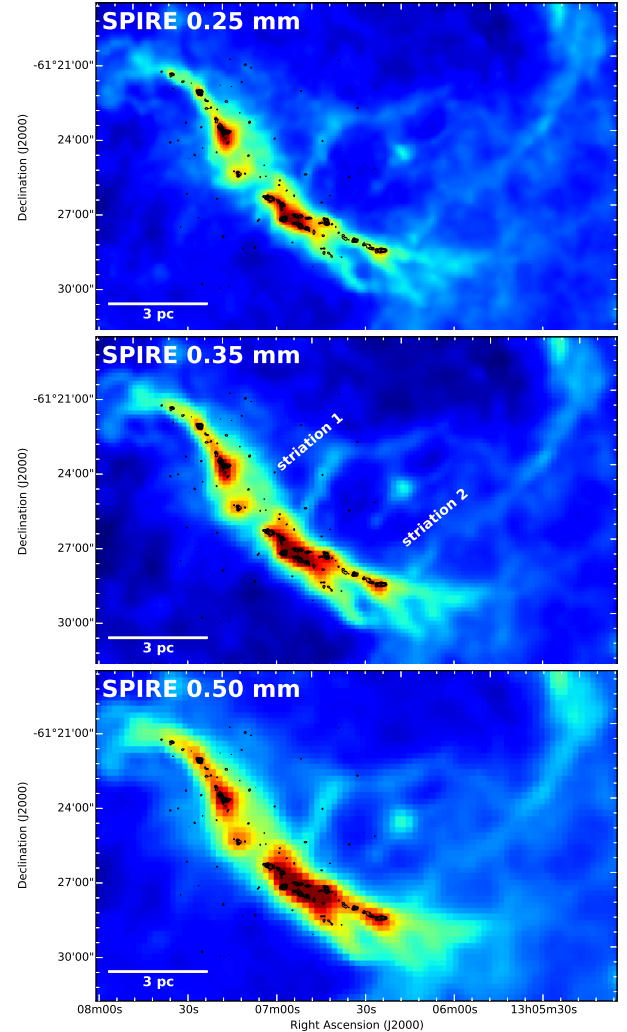 SPIRE 0.25 mm
-61°21'00"
24'00"
27'00"
30'00"
Declination (J2000)
3 pc
SPIRE 0.35 mm
-61°21'00"
24'00"
27'00"
30'00"
Declination (J2000)
striation 1
striation 2
3 pc
SPIRE 0.50 mm
-61°21'00"
24'00"
27'00"
30'00"
Declination (J2000)
3 pc
08m00s 30s 07m00s 30s 06m00s 13h05m30s
Right Ascension (J2000)